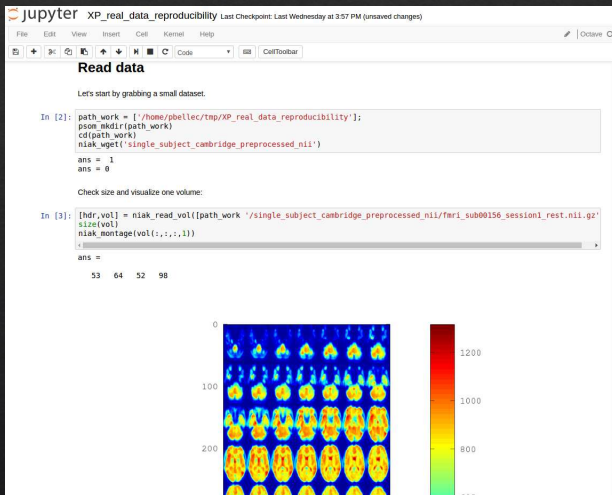 jupyter XP_real_data_reproducibility Last Checkpoint: Last Wednesday at 3:57 PM (unsaved changes)
File Edit View Insert Cell Kernel Help Octave
Code CellToolbar
Read data
Let's start by grabbing a small dataset.
In [2]: path_work = ['/home/pbellec/tmp/XP_real_data_reproducibility'];
psom_mkdir(path_work)
cd(path_work)
niak_wget('single_subject_cambridge_preprocessed_nii')
ans = 1
ans = 0
Check size and visualize one volume:
In [3]: [hdr,vol] = niak_read_vol([path_work '/single_subject_cambridge_preprocessed_nii/fmri_sub00156_session1_rest.nii.gz'
size(vol)
niak_montage(vol(:,:,:,1))
ans =
53 64 52 98
0
1200
100
1000
200
800